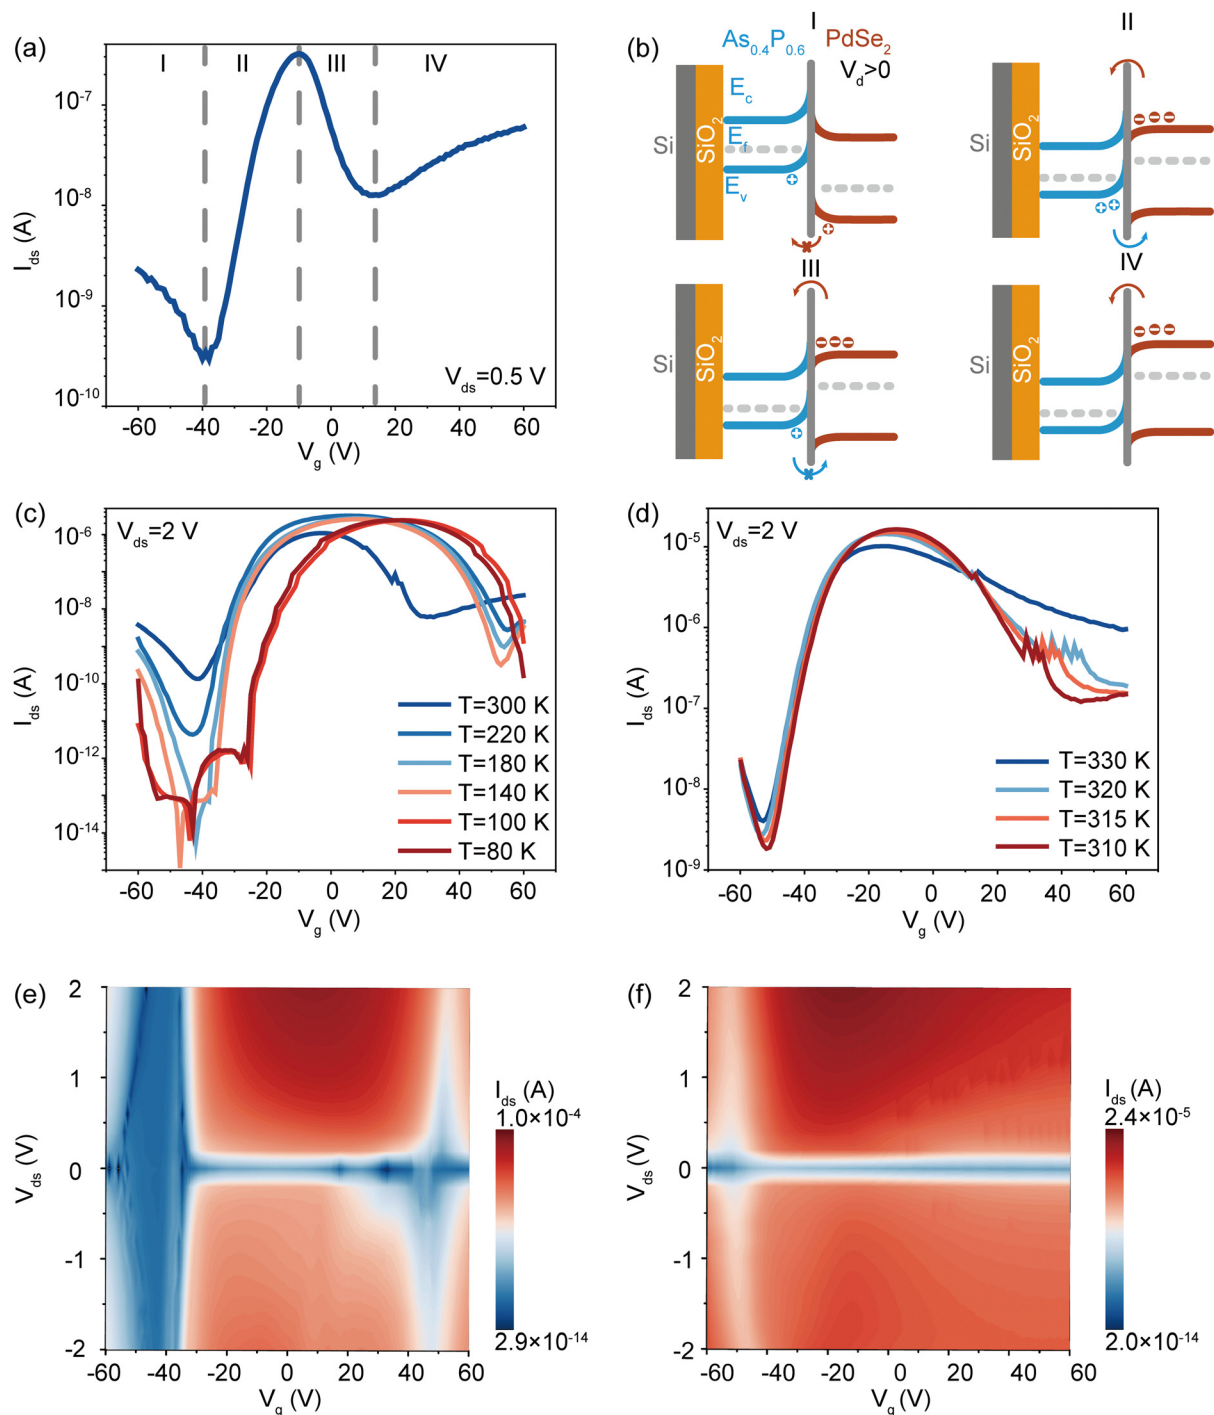 (a)
I II III IV
10⁻⁷
10⁻⁸
10⁻⁹
10⁻¹⁰
I_ds (A)
V_ds=0.5 V
-60 -40 -20 0 20 40 60
V_g (V)
(b)
I
As₀.₄P₀.₆ PdSe₂
V_d>0
E_c
E_f
E_v
Si
SiO₂
II
Si
SiO₂
III
Si
SiO₂
IV
Si
SiO₂
(c)
V_ds=2 V
10⁻⁶
10⁻⁸
10⁻¹⁰
10⁻¹²
10⁻¹⁴
I_ds (A)
T=300 K
T=220 K
T=180 K
T=140 K
T=100 K
T=80 K
-60 -40 -20 0 20 40 60
V_g (V)
(d)
V_ds=2 V
10⁻⁵
10⁻⁶
10⁻⁷
10⁻⁸
10⁻⁹
I_ds (A)
T=330 K
T=320 K
T=315 K
T=310 K
-60 -40 -20 0 20 40 60
V_g (V)
(e)
2
1
0
-1
-2
V_ds (V)
-60 -40 -20 0 20 40 60
V_g (V)
I_ds (A)
1.0×10⁻⁴
2.9×10⁻¹⁴
(f)
2
1
0
-1
-2
V_ds (V)
-60 -40 -20 0 20 40 60
V_g (V)
I_ds (A)
2.4×10⁻⁵
2.0×10⁻¹⁴